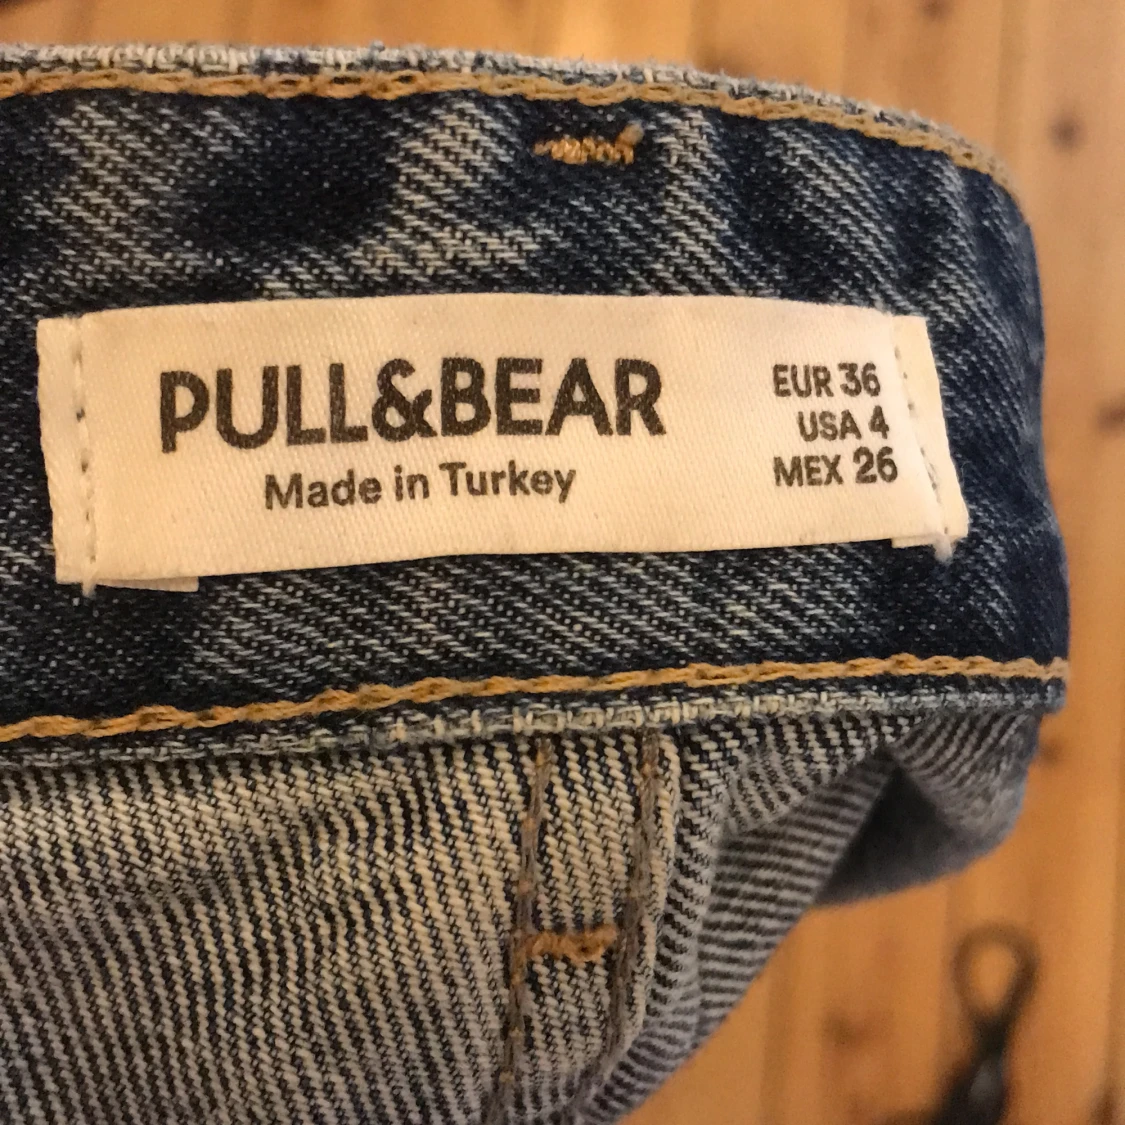 PULL&BEAR
Made in Turkey
EUR 36
USA 4
MEX 26